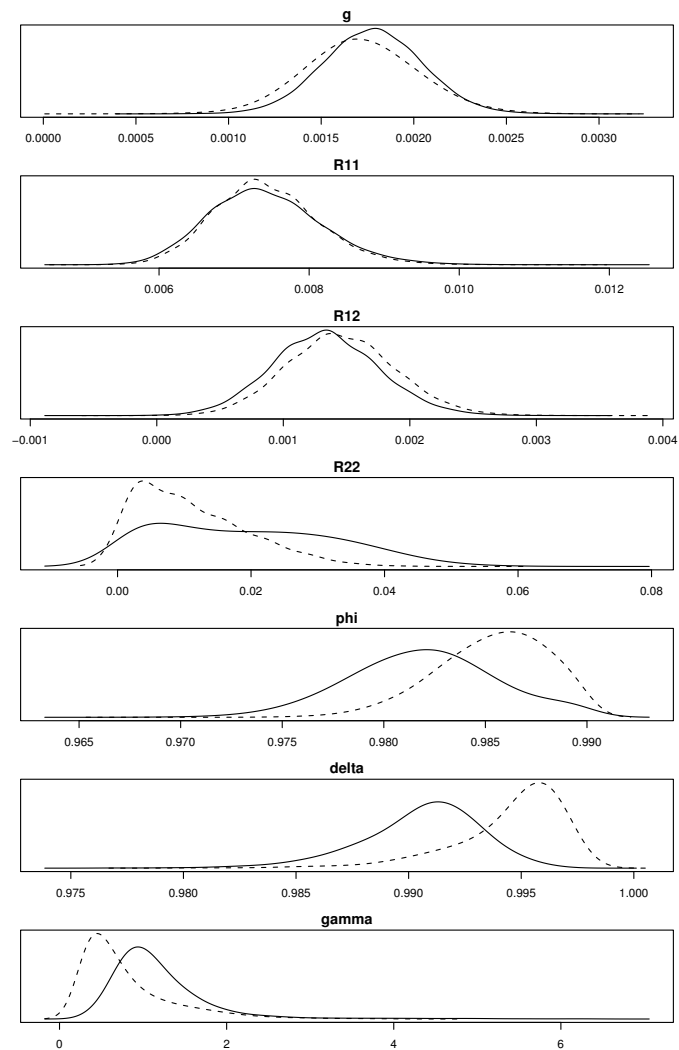 g
0.0000 0.0005 0.0010 0.0015 0.0020 0.0025 0.0030
R11
0.006 0.008 0.010 0.012
R12
−0.001 0.000 0.001 0.002 0.003 0.004
R22
0.00 0.02 0.04 0.06 0.08
phi
0.965 0.970 0.975 0.980 0.985 0.990
delta
0.975 0.980 0.985 0.990 0.995 1.000
gamma
0 2 4 6